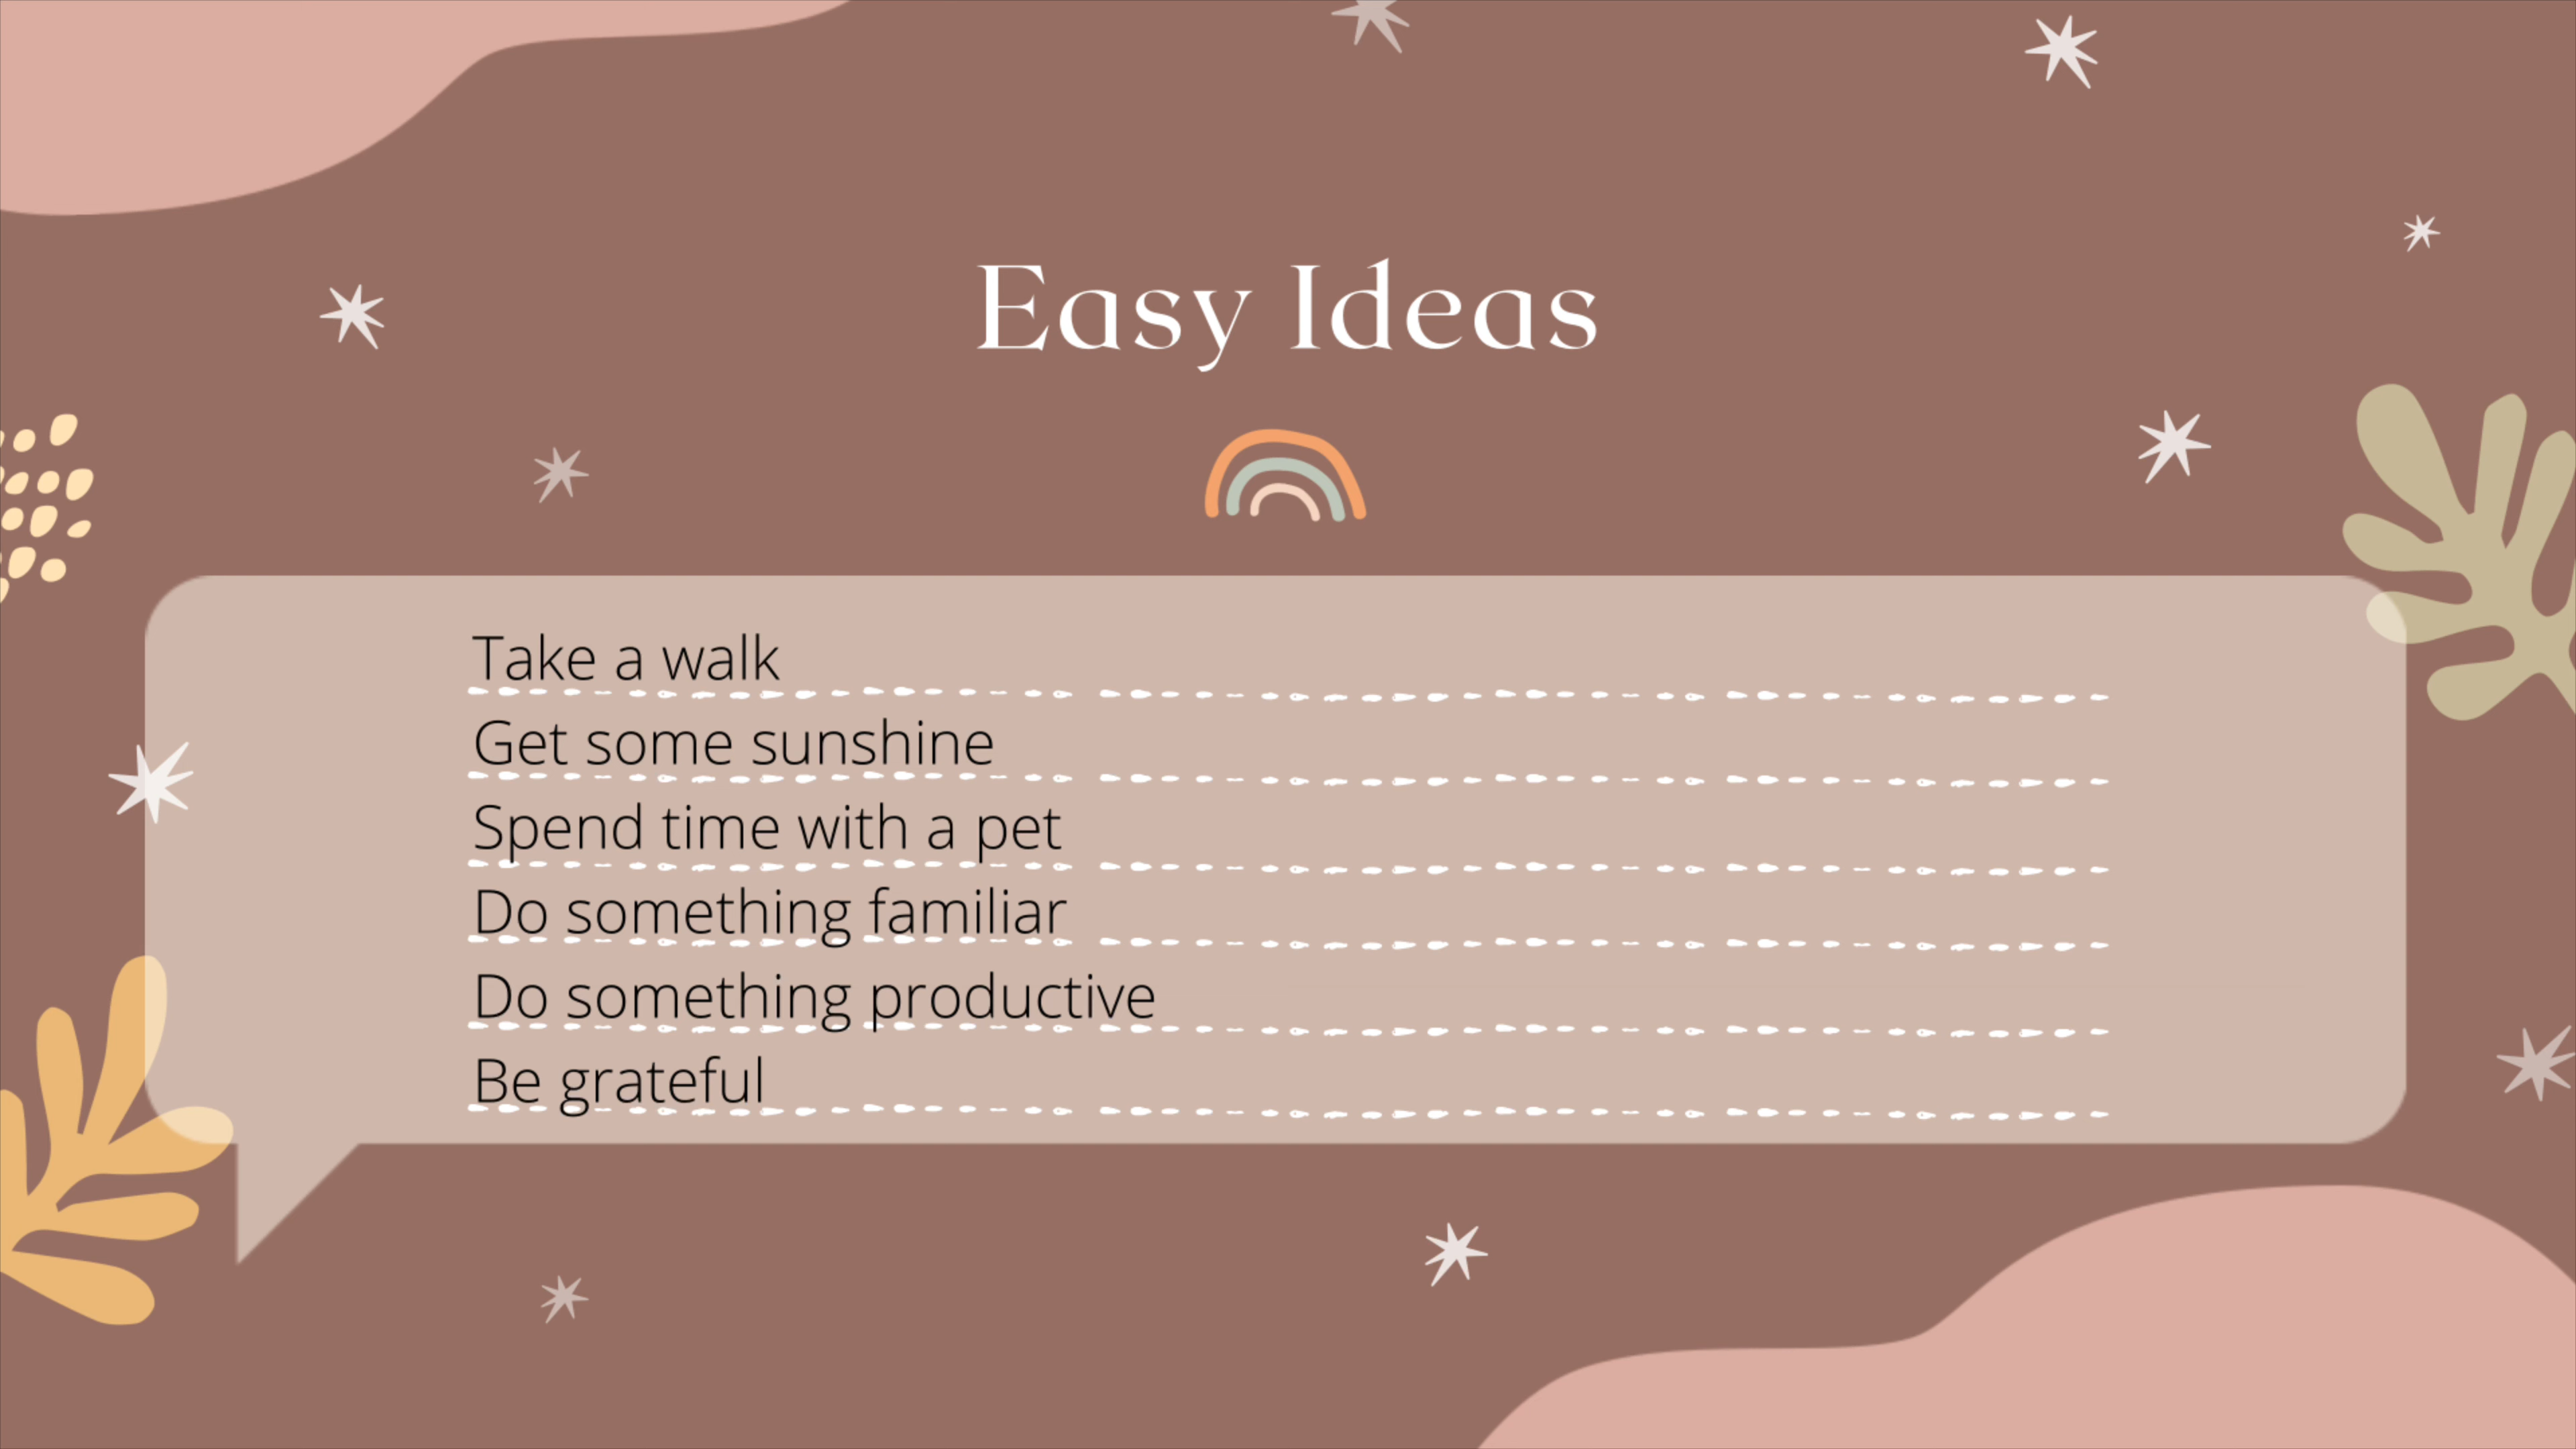 Easy Ideas
Take a walk
Get some sunshine
Spend time with a pet
Do something familiar
Do something productive
Be grateful